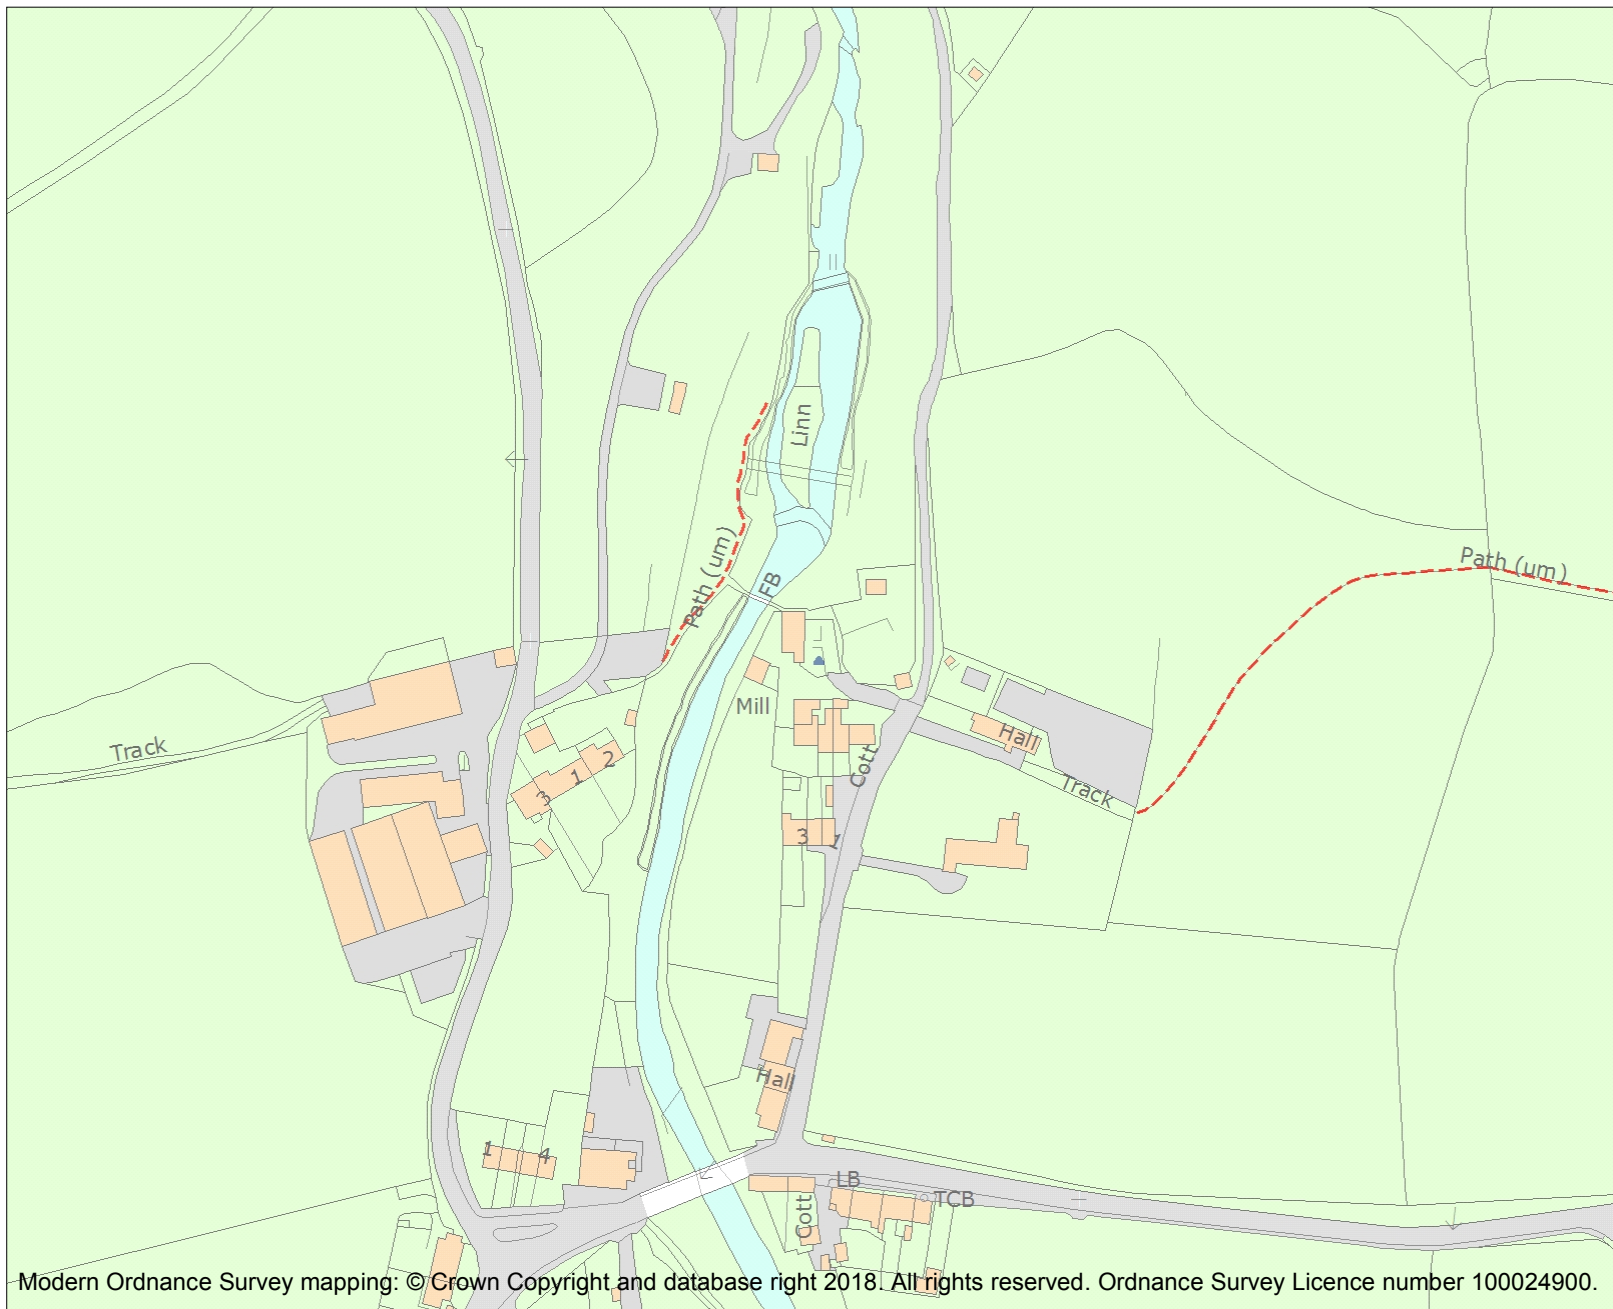 Linn
Path (um)
Path (um)
FB
Mill
Track
Hall
Cott
Track
1
2
3
3
1
Hall
1
4
LB
TCB
Cott
Modern Ordnance Survey mapping: © Crown Copyright and database right 2018. All rights reserved. Ordnance Survey Licence number 100024900.